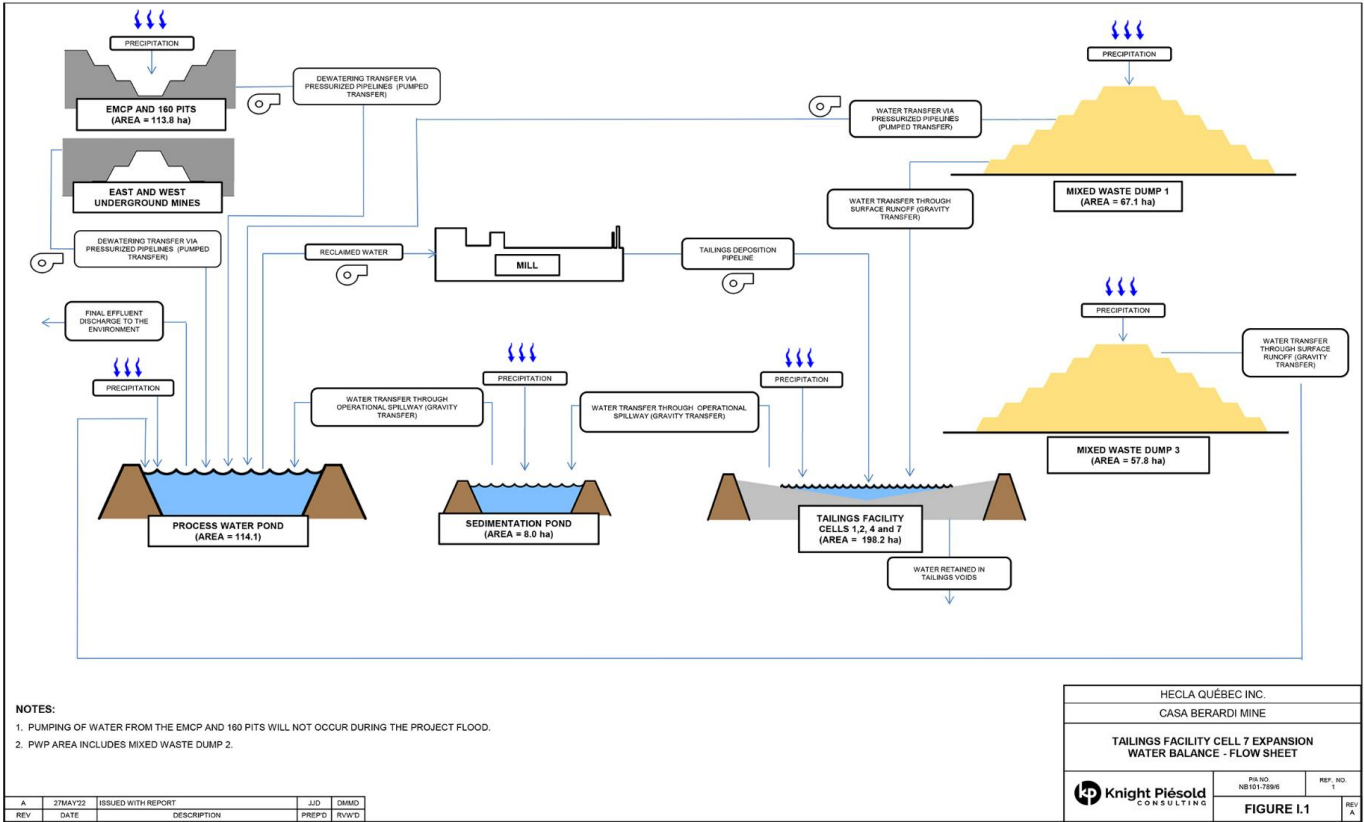 PRECIPITATION
EMCP AND 160 PITS
(AREA = 113.8 ha)
DEWATERING TRANSFER VIA
PRESSURIZED PIPELINES (PUMPED
TRANSFER)
EAST AND WEST
UNDERGROUND MINES
DEWATERING TRANSFER VIA
PRESSURIZED PIPELINES (PUMPED
TRANSFER)
WATER TRANSFER VIA
PRESSURIZED PIPELINES
(PUMPED TRANSFER)
PRECIPITATION
MIXED WASTE DUMP 1
(AREA = 67.1 ha)
WATER TRANSFER THROUGH
SURFACE RUNOFF (GRAVITY
TRANSFER)
RECLAIMED WATER
MILL
TAILINGS DEPOSITION
PIPELINE
FINAL EFFLUENT
DISCHARGE TO THE
ENVIRONMENT
PRECIPITATION
WATER TRANSFER THROUGH
OPERATIONAL SPILLWAY (GRAVITY
TRANSFER)
PRECIPITATION
WATER TRANSFER THROUGH OPERATIONAL
SPILLWAY (GRAVITY TRANSFER)
PRECIPITATION
PRECIPITATION
WATER TRANSFER
THROUGH SURFACE
RUNOFF (GRAVITY
TRANSFER)
MIXED WASTE DUMP 3
(AREA = 57.8 ha)
PROCESS WATER POND
(AREA = 114.1)
SEDIMENTATION POND
(AREA = 8.0 ha)
TAILINGS FACILITY
CELLS 1,2, 4 and 7
(AREA = 198.2 ha)
WATER RETAINED IN
TAILINGS VOIDS
NOTES:
1. PUMPING OF WATER FROM THE EMCP AND 160 PITS WILL NOT OCCUR DURING THE PROJECT FLOOD.
2. PWP AREA INCLUDES MIXED WASTE DUMP 2.
A 27MAY'22 ISSUED WITH REPORT JJD DMMD
REV DATE DESCRIPTION PREP'D RVW'D
HECLA QUÉBEC INC.
CASA BERARDI MINE
TAILINGS FACILITY CELL 7 EXPANSION
WATER BALANCE - FLOW SHEET
kp Knight Piésold
CONSULTING
P/A NO.
NB101-789/6
REF. NO.
1
FIGURE I.1
REV
A